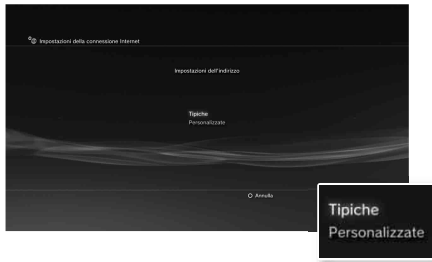 Impostazioni della connessione Internet
Impostazioni dell'indirizzo
Tipiche
Personalizzate
Annulla
Tipiche
Personalizzate